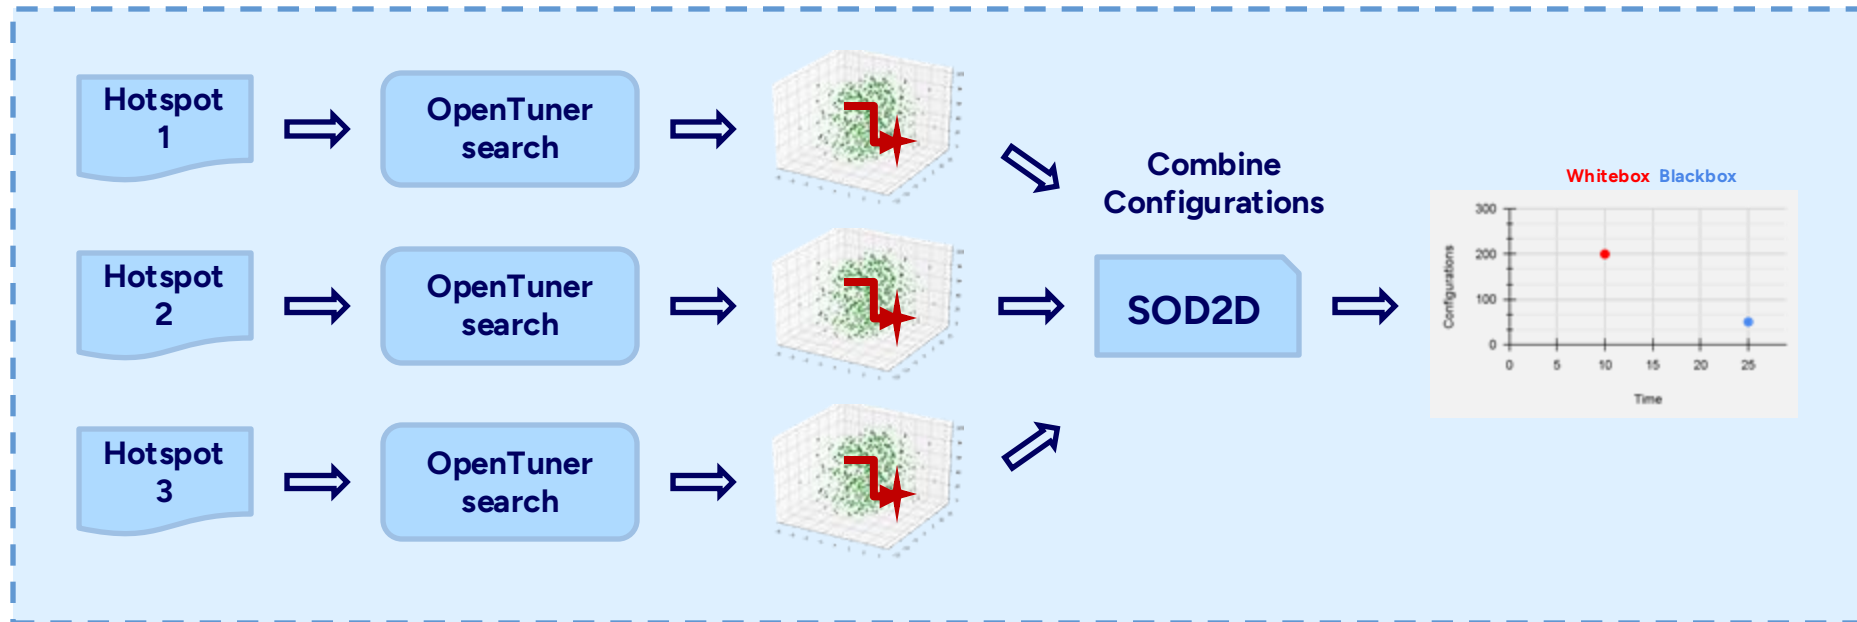 Hotspot
1
OpenTuner
search
Hotspot
2
OpenTuner
search
Hotspot
3
OpenTuner
search
Combine
Configurations
SOD2D
Whitebox Blackbox
Configurations
300
200
100
0
0 5 10 15 20 25
Time